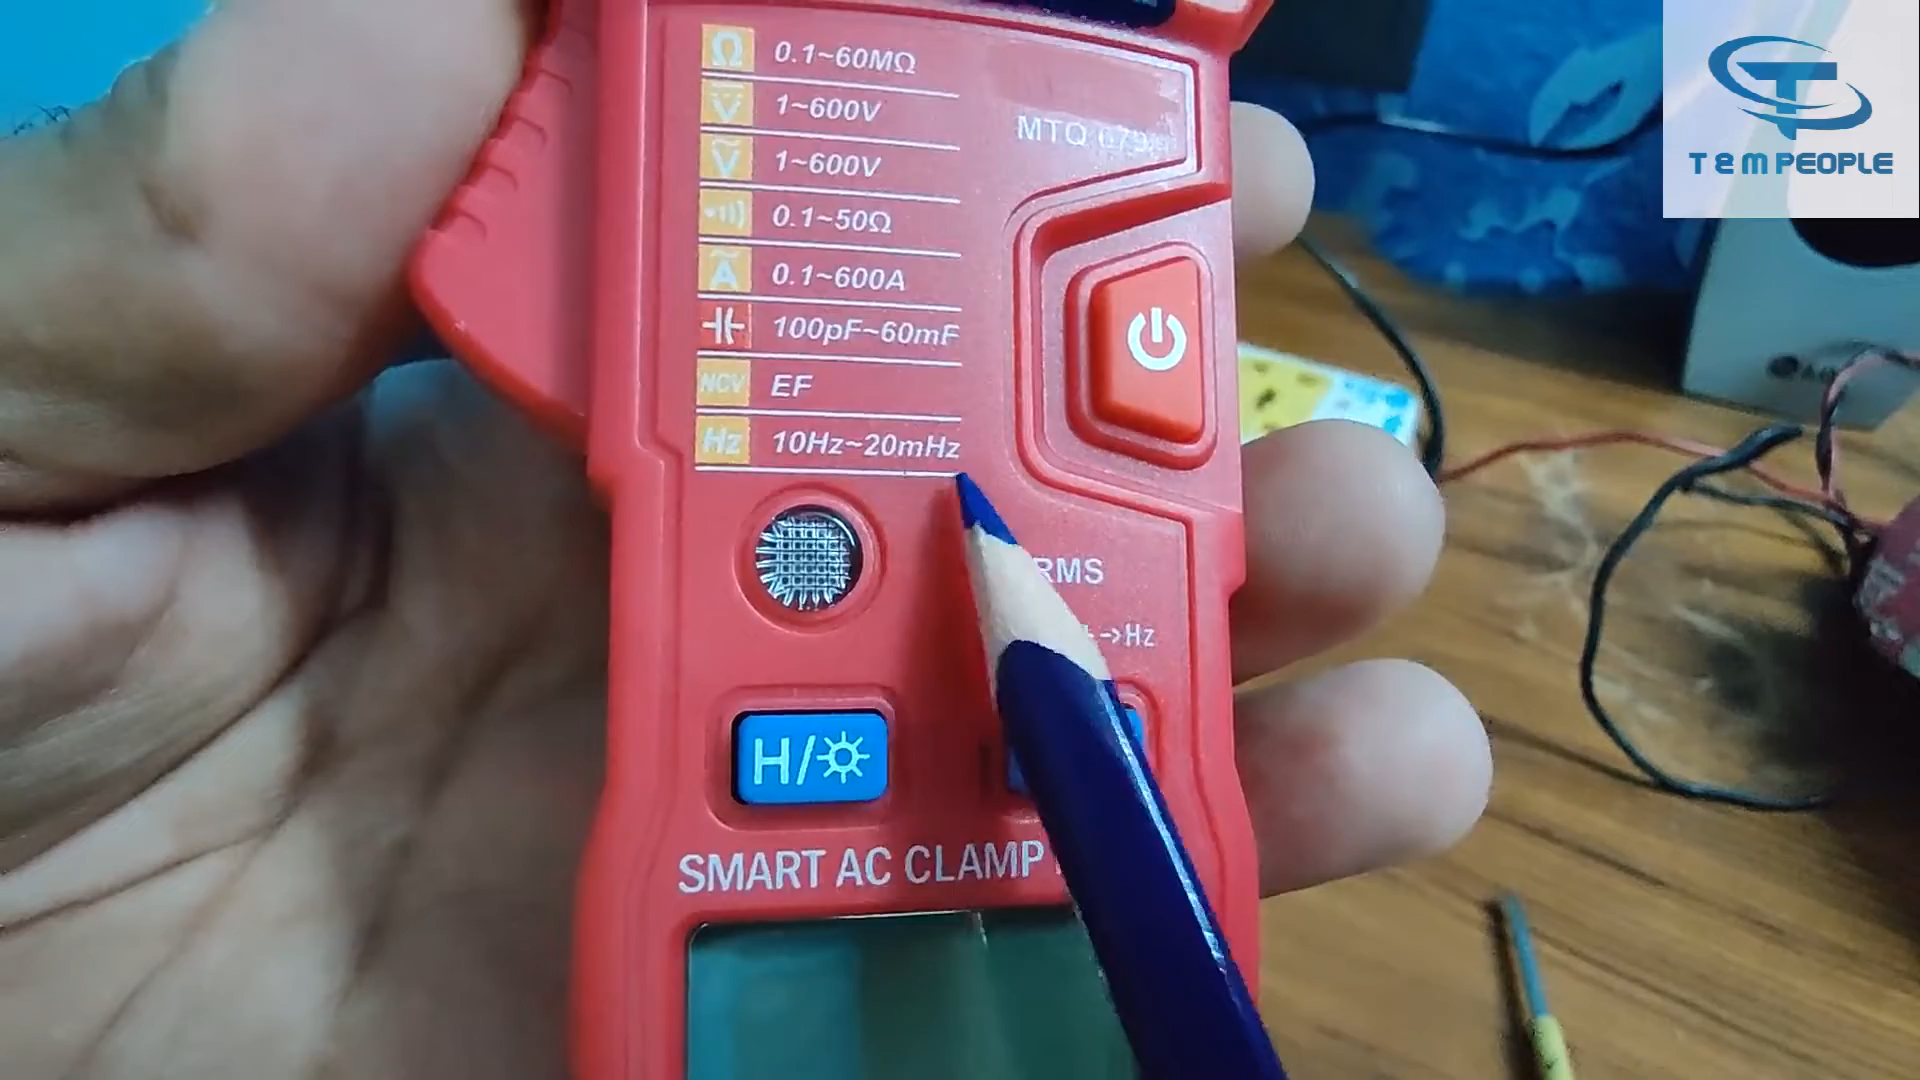 Ω 0.1~60MΩ
V 1~600V
V 1~600V
0.1~50Ω
A 0.1~600A
100pF~60mF
NCV EF
Hz 10Hz~20mHz
MTQ
RMS
->Hz
H/
SMART AC CLAMP
T & M PEOPLE